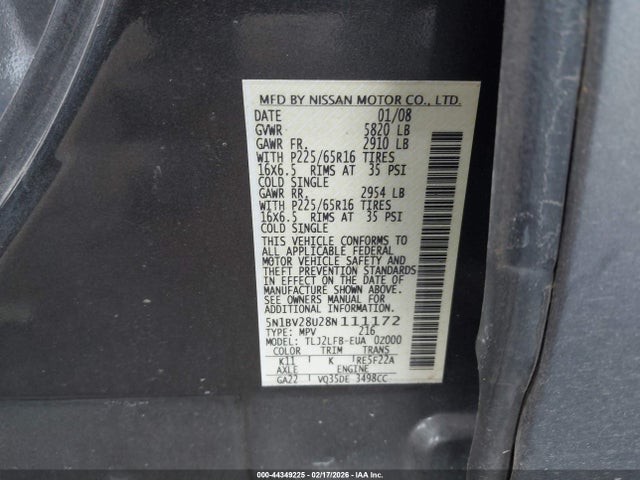 MFD BY NISSAN MOTOR CO., LTD.
DATE 01/08
GVWR 5820 LB
GAWR FR. 2910 LB
WITH P225/65R16 TIRES
16X6.5 RIMS AT 35 PSI
COLD SINGLE
GAWR RR. 2954 LB
WITH P225/65R16 TIRES
16X6.5 RIMS AT 35 PSI
COLD SINGLE
THIS VEHICLE CONFORMS TO
ALL APPLICABLE FEDERAL
MOTOR VEHICLE SAFETY AND
THEFT PREVENTION STANDARDS
IN EFFECT ON THE DATE OF
MANUFACTURE SHOWN ABOVE.
SEE OWNERS MANUAL FOR
ADDITIONAL INFORMATION
5N1BV28U28N111172
TYPE: MPV 216
MODEL: TLJ2LFB-EUA 0Z000
COLOR TRIM TRANS
K11 K RE5F22A
AXLE ENGINE
GA22 VQ35DE 3498CC
000-44349225 - 02/17/2026 - IAA, Inc.